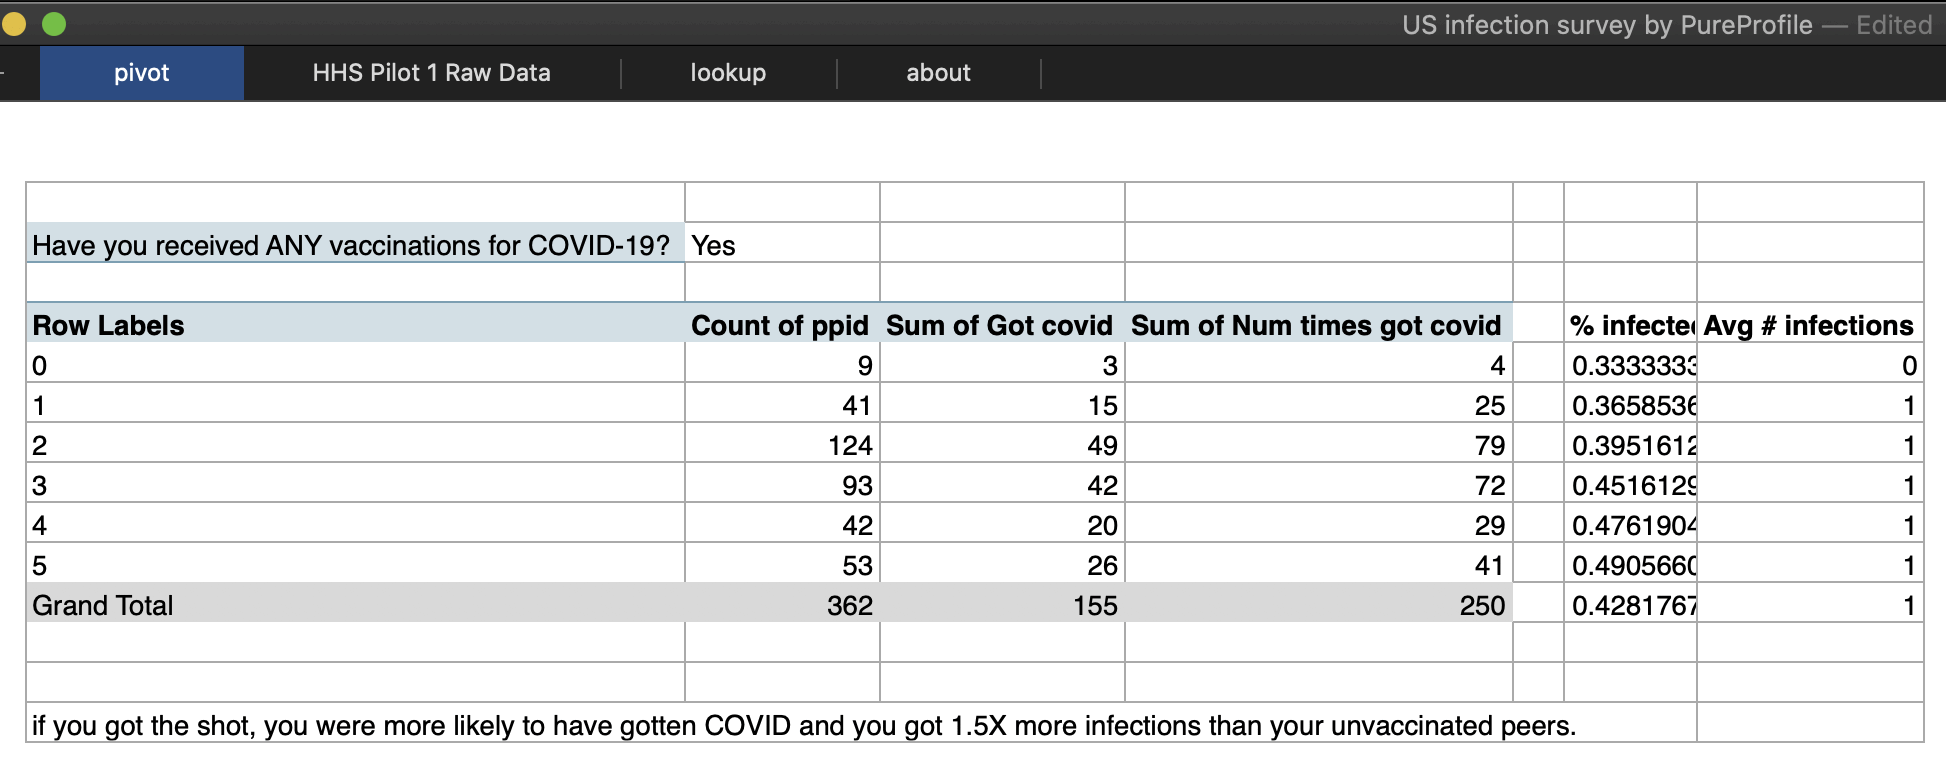 US infection survey by PureProfile — Edited
pivot HHS Pilot 1 Raw Data lookup about
Have you received ANY vaccinations for COVID-19? Yes
Row Labels Count of ppid Sum of Got covid Sum of Num times got covid % infected Avg # infections
0 9 3 4 0.3333333 0
1 41 15 25 0.3658536 1
2 124 49 79 0.3951612 1
3 93 42 72 0.4516129 1
4 42 20 29 0.4761904 1
5 53 26 41 0.4905660 1
Grand Total 362 155 250 0.4281767 1
if you got the shot, you were more likely to have gotten COVID and you got 1.5X more infections than your unvaccinated peers.